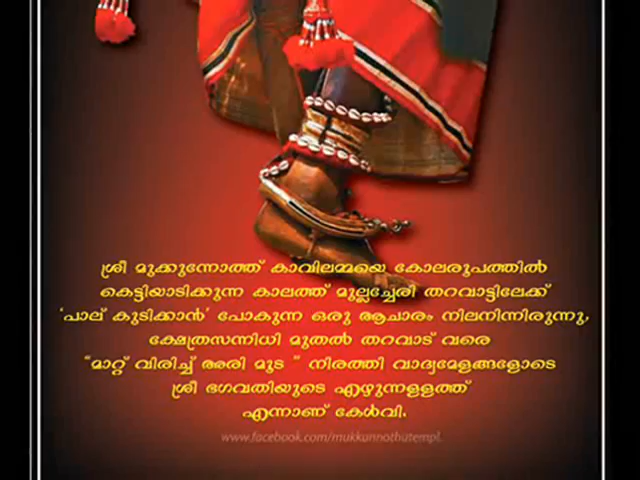 ശ്രീ മുക്കുന്നോത്ത് കാവിലമ്മയെ കോലരൂപത്തിൽ
കെട്ടിയാടിക്കുന്ന കാലത്ത് മുല്ലച്ചേരി തറവാട്ടിലേക്ക്
'പാല് കുടിക്കാൻ' പോകുന്ന ഒരു ആചാരം നിലനിന്നിരുന്നു,
ക്ഷേത്രസന്നിധി മുതൽ തറവാട് വരെ
"മാറ്റ് വിരിച്ച് അരി മുട " നിരത്തി വാദ്യമേളങ്ങളോടെ
ശ്രീ ഭഗവതിയുടെ എഴുന്നള്ളത്ത്
എന്നാണ് കേൾവി.
www.facebook.com/mukkunnothutempl.